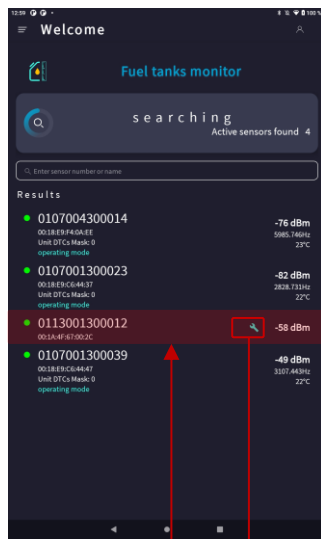 12:59
100 %
Welcome
Fuel tanks monitor
searching
Active sensors found 4
Enter sensor number or name
Results
0107004300014
-76 dBm
00:18:E9:F4:0A:EE
5985.746Hz
Unit DTCs Mask: 0
23°C
operating mode
0107001300023
-82 dBm
00:18:E9:C6:44:37
2828.731Hz
Unit DTCs Mask: 0
22°C
operating mode
0113001300012
-58 dBm
00:1A:4F:67:00:2C
0107001300039
-49 dBm
00:18:E9:C6:44:47
3107.443Hz
Unit DTCs Mask: 0
22°C
operating mode